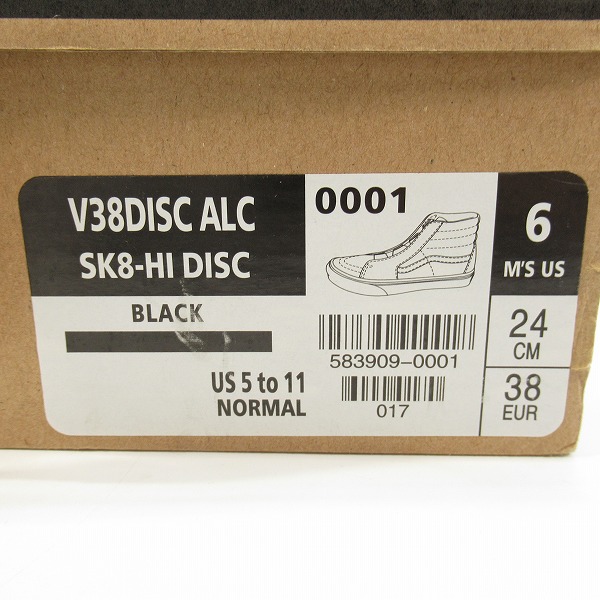 V38DISC ALC
SK8-HI DISC
BLACK
US 5 to 11
NORMAL
0001
583909-0001
017
6
M'S US
24
CM
38
EUR